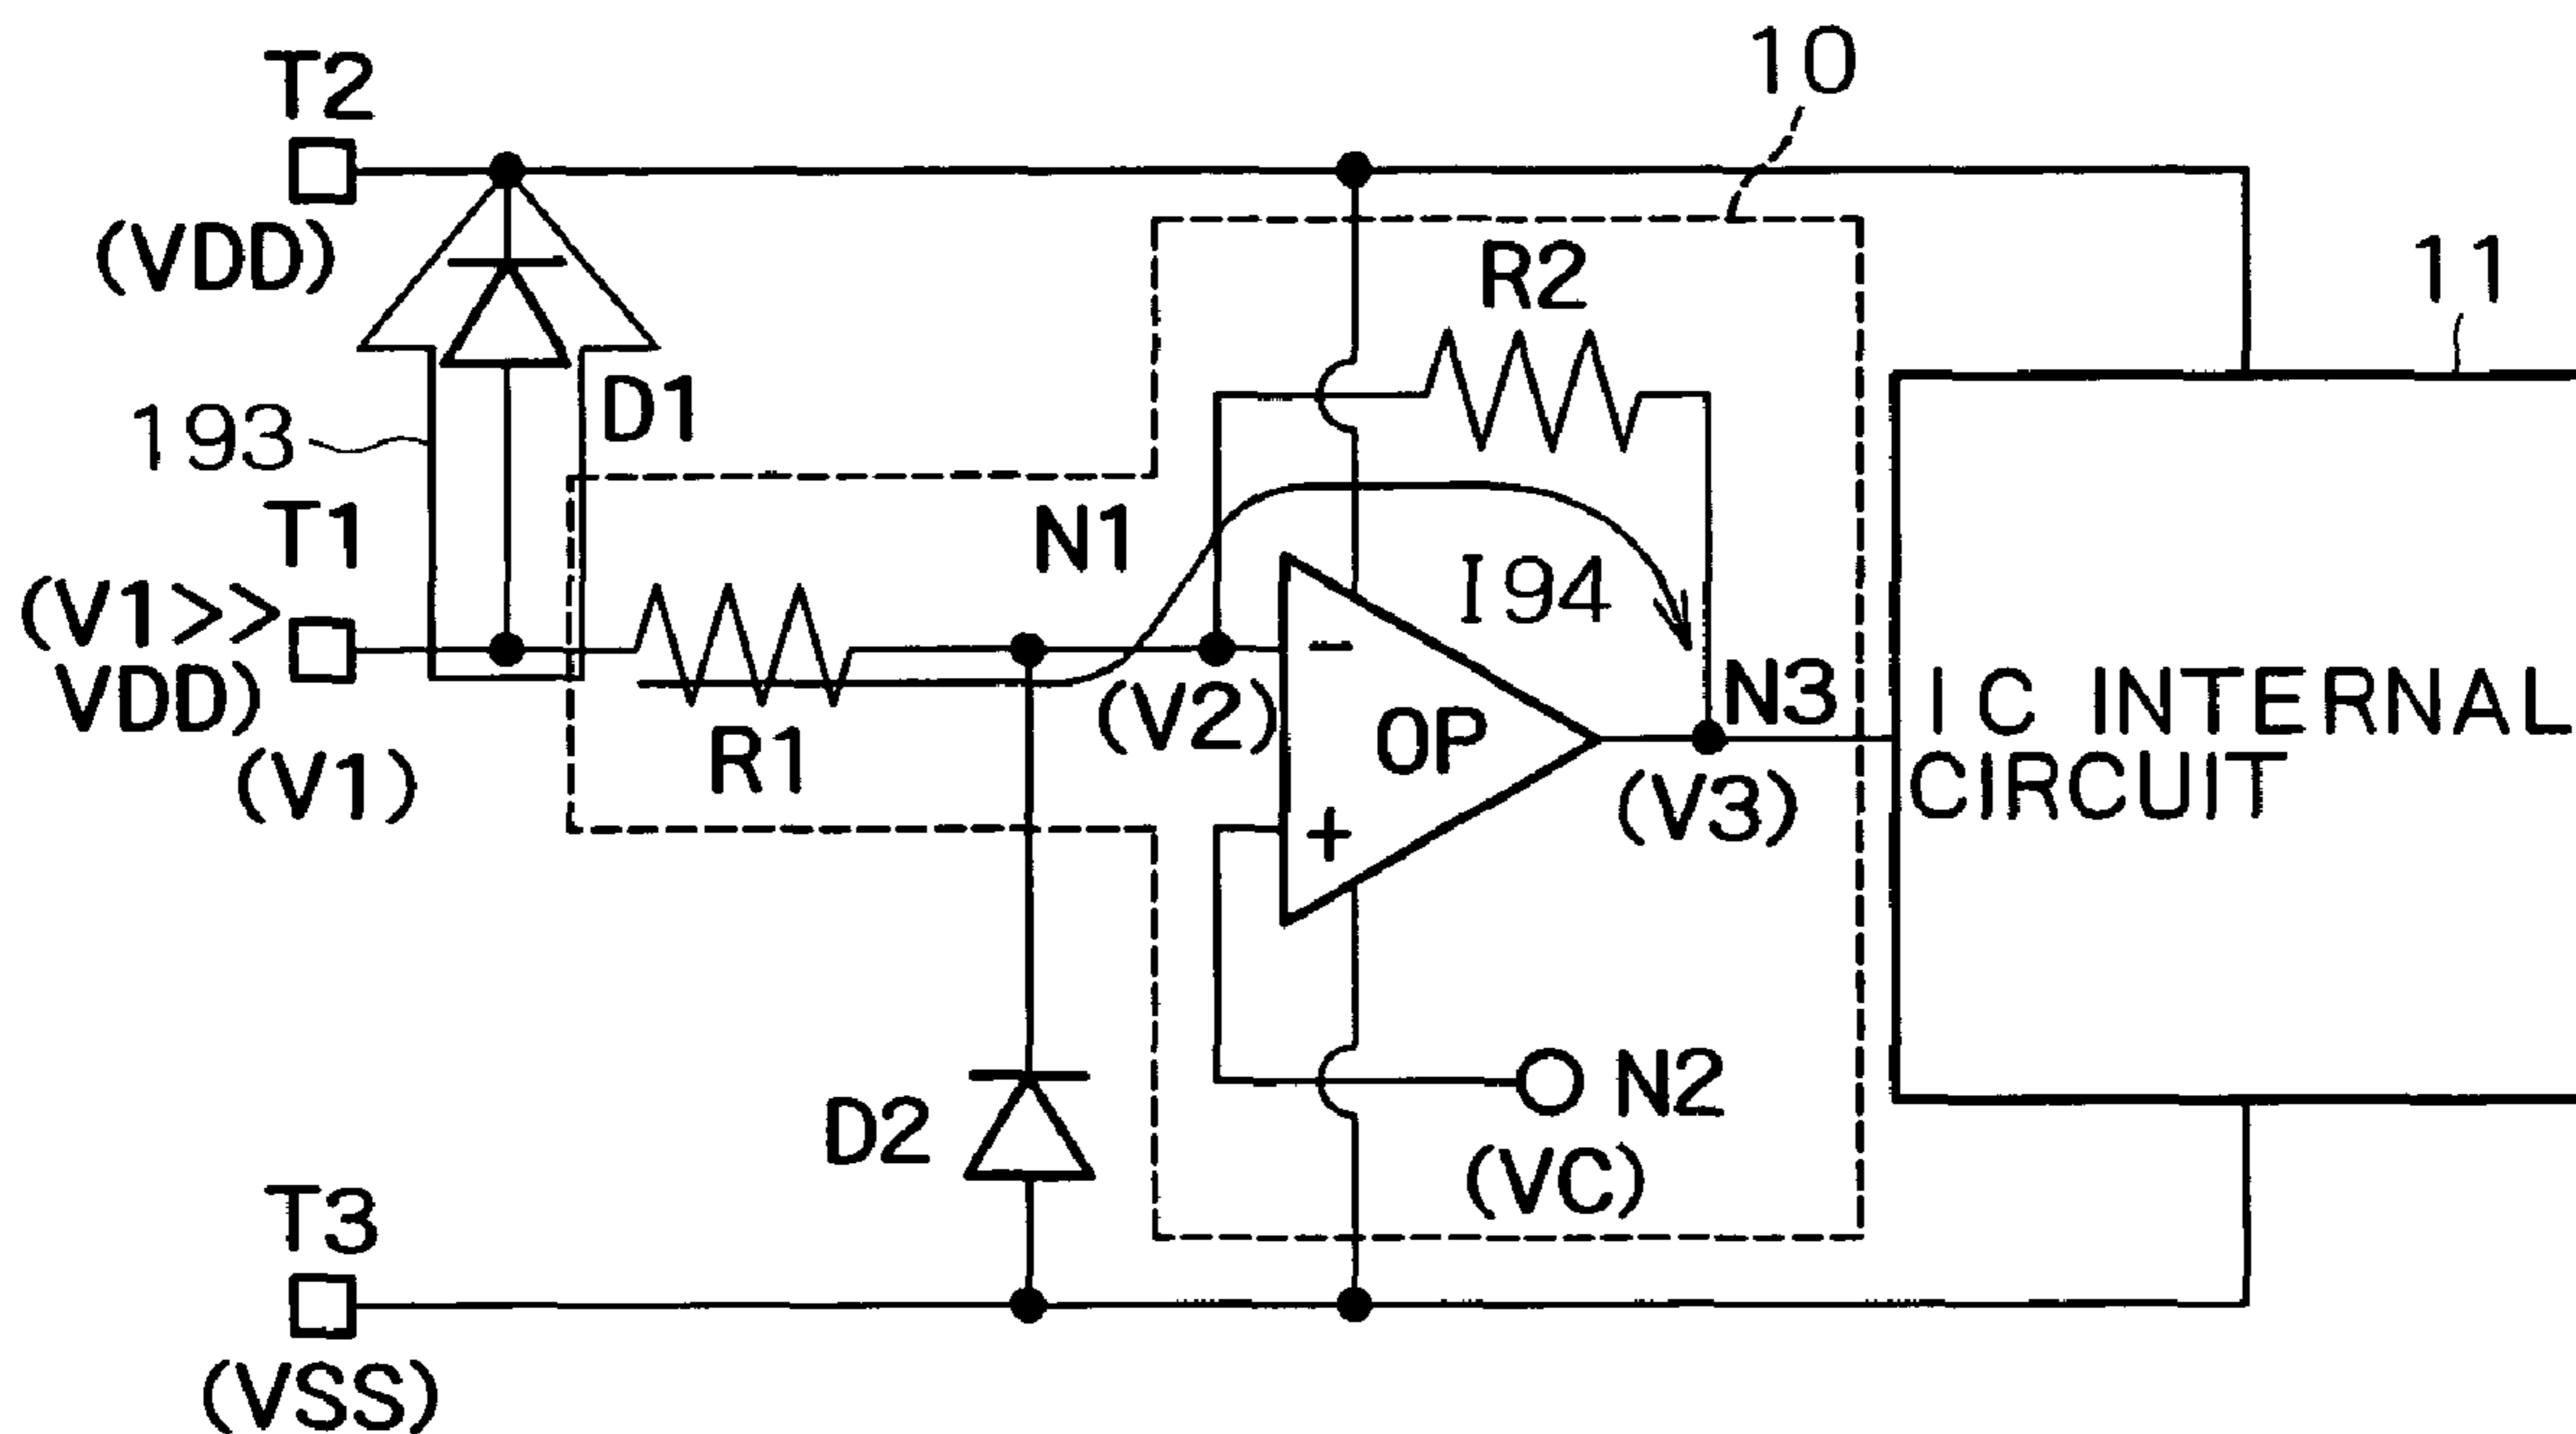 10
T2
(VDD)
R2
11
D1
193
T1
N1
I94
(V1>>
VDD)
(V1)
R1
(V2)
−
OP
+
N3
(V3)
IC INTERNAL
CIRCUIT
D2
N2
(VC)
T3
(VSS)